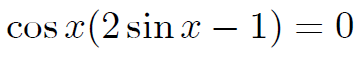 cos x(2 sin x − 1) = 0